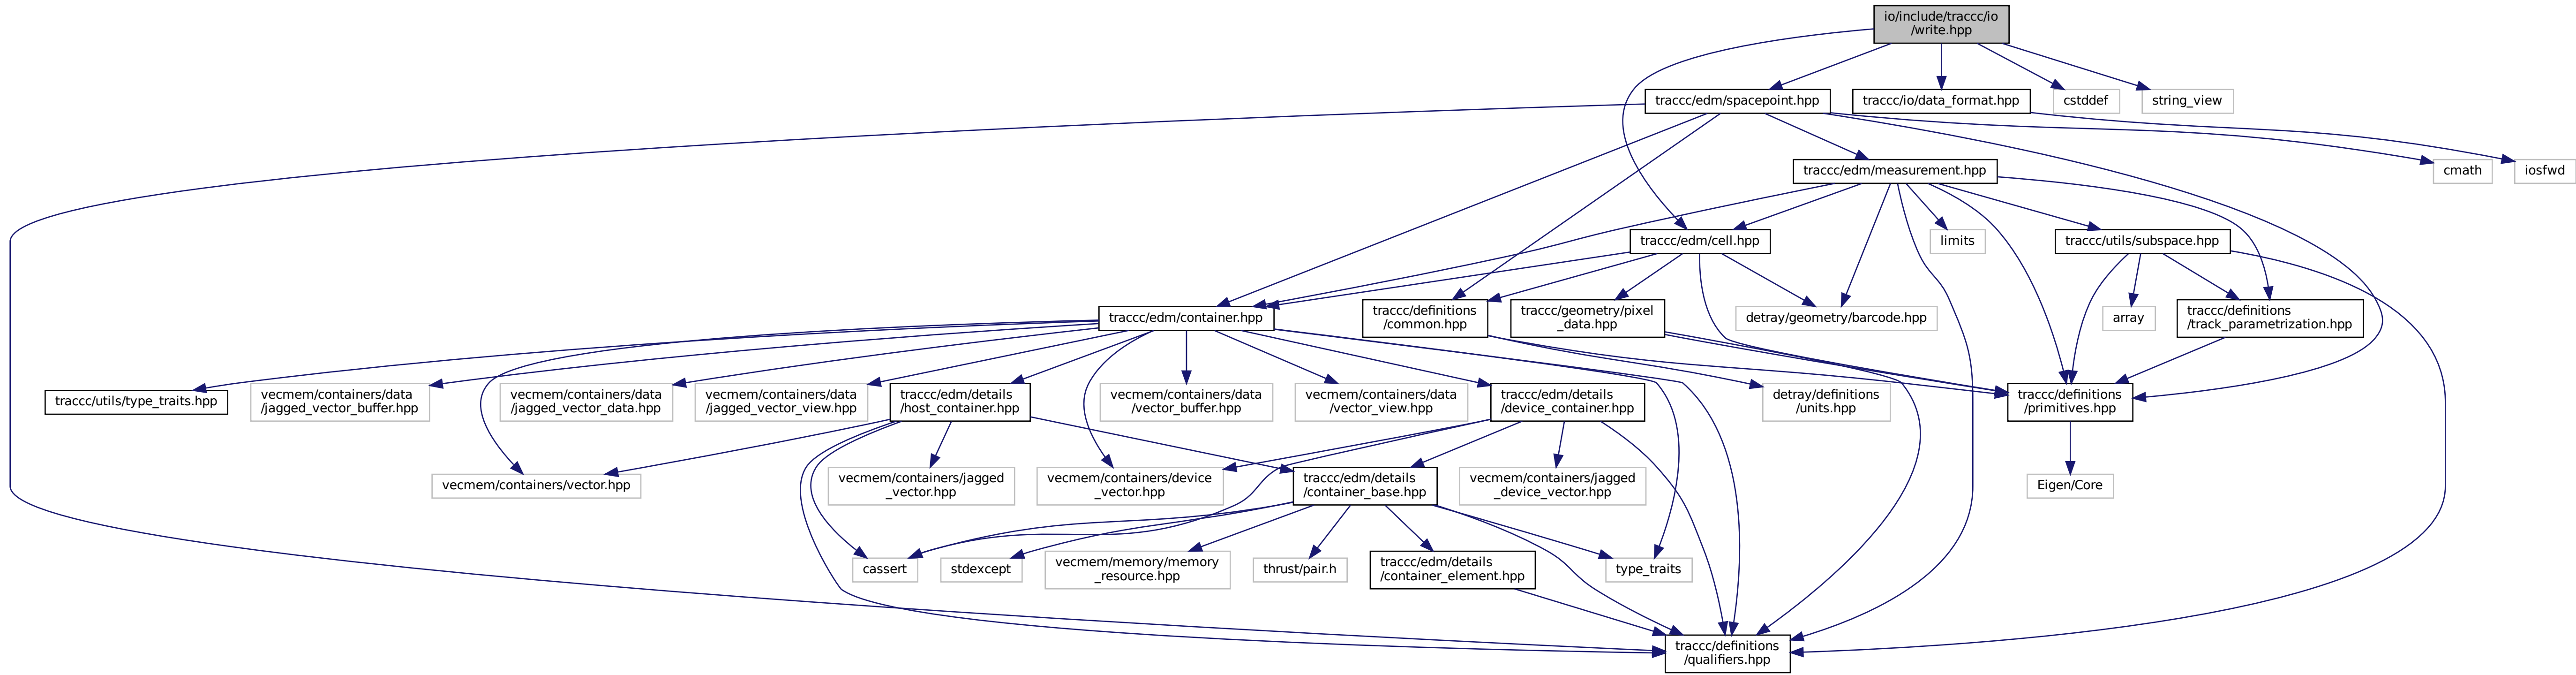 io/include/traccc/io
/write.hpp
traccc/edm/spacepoint.hpp
traccc/io/data_format.hpp
cstddef
string_view
traccc/edm/measurement.hpp
cmath
iosfwd
traccc/edm/cell.hpp
limits
traccc/utils/subspace.hpp
traccc/edm/container.hpp
traccc/definitions
/common.hpp
traccc/geometry/pixel
_data.hpp
detray/geometry/barcode.hpp
array
traccc/definitions
/track_parametrization.hpp
traccc/utils/type_traits.hpp
vecmem/containers/data
/jagged_vector_buffer.hpp
vecmem/containers/data
/jagged_vector_data.hpp
vecmem/containers/data
/jagged_vector_view.hpp
traccc/edm/details
/host_container.hpp
vecmem/containers/data
/vector_buffer.hpp
vecmem/containers/data
/vector_view.hpp
traccc/edm/details
/device_container.hpp
detray/definitions
/units.hpp
traccc/definitions
/primitives.hpp
vecmem/containers/vector.hpp
vecmem/containers/jagged
_vector.hpp
vecmem/containers/device
_vector.hpp
traccc/edm/details
/container_base.hpp
vecmem/containers/jagged
_device_vector.hpp
Eigen/Core
cassert
stdexcept
vecmem/memory/memory
_resource.hpp
thrust/pair.h
traccc/edm/details
/container_element.hpp
type_traits
traccc/definitions
/qualifiers.hpp